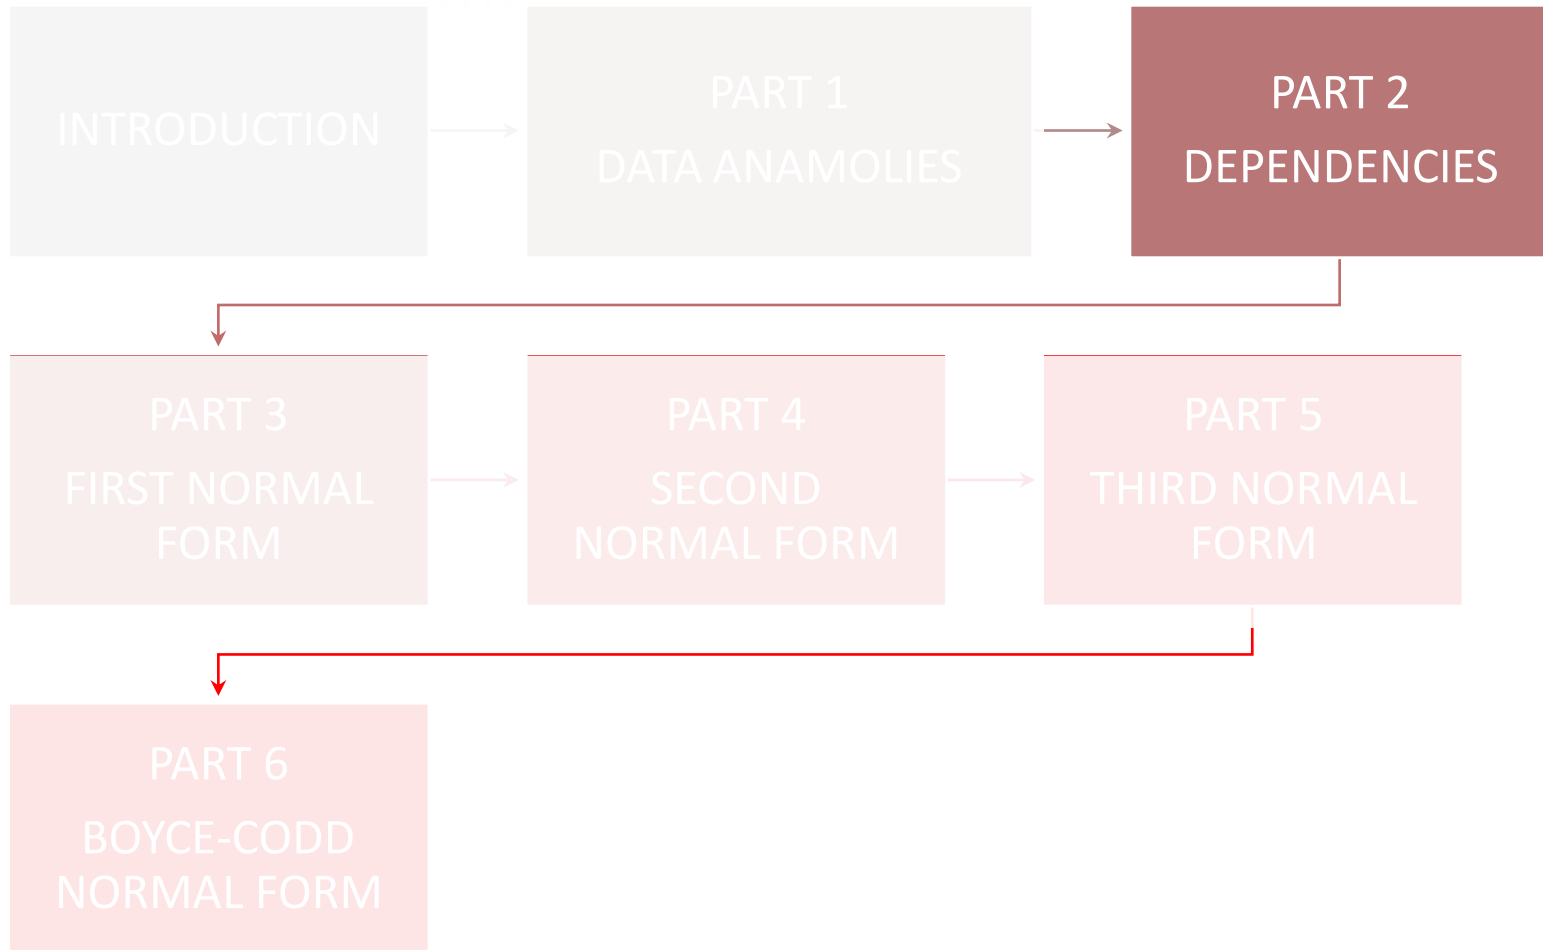 INTRODUCTION
PART 1
DATA ANAMOLIES
PART 2
DEPENDENCIES
PART 3
FIRST NORMAL
FORM
PART 4
SECOND
NORMAL FORM
PART 5
THIRD NORMAL
FORM
PART 6
BOYCE-CODD
NORMAL FORM